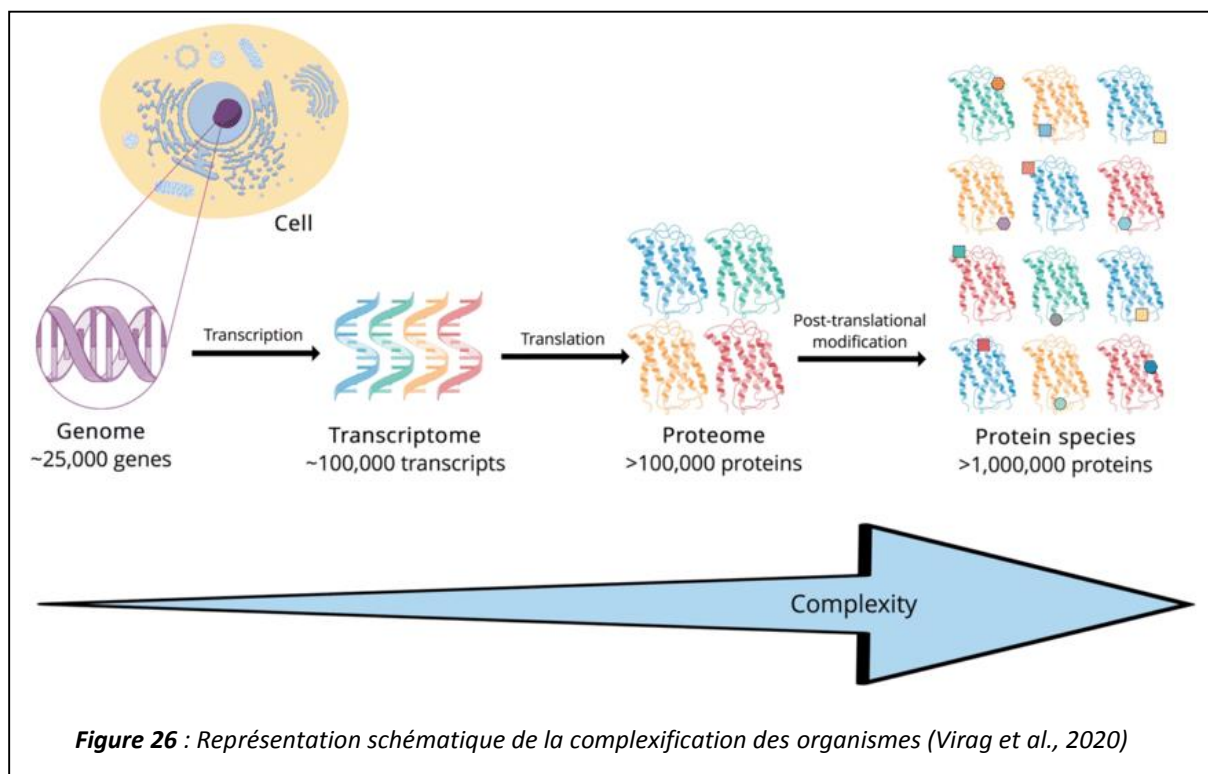 Cell
Transcription
Translation
Post-translational
modification
Genome
~25,000 genes
Transcriptome
~100,000 transcripts
Proteome
>100,000 proteins
Protein species
>1,000,000 proteins
Complexity
Figure 26 : Représentation schématique de la complexification des organismes (Virag et al., 2020)